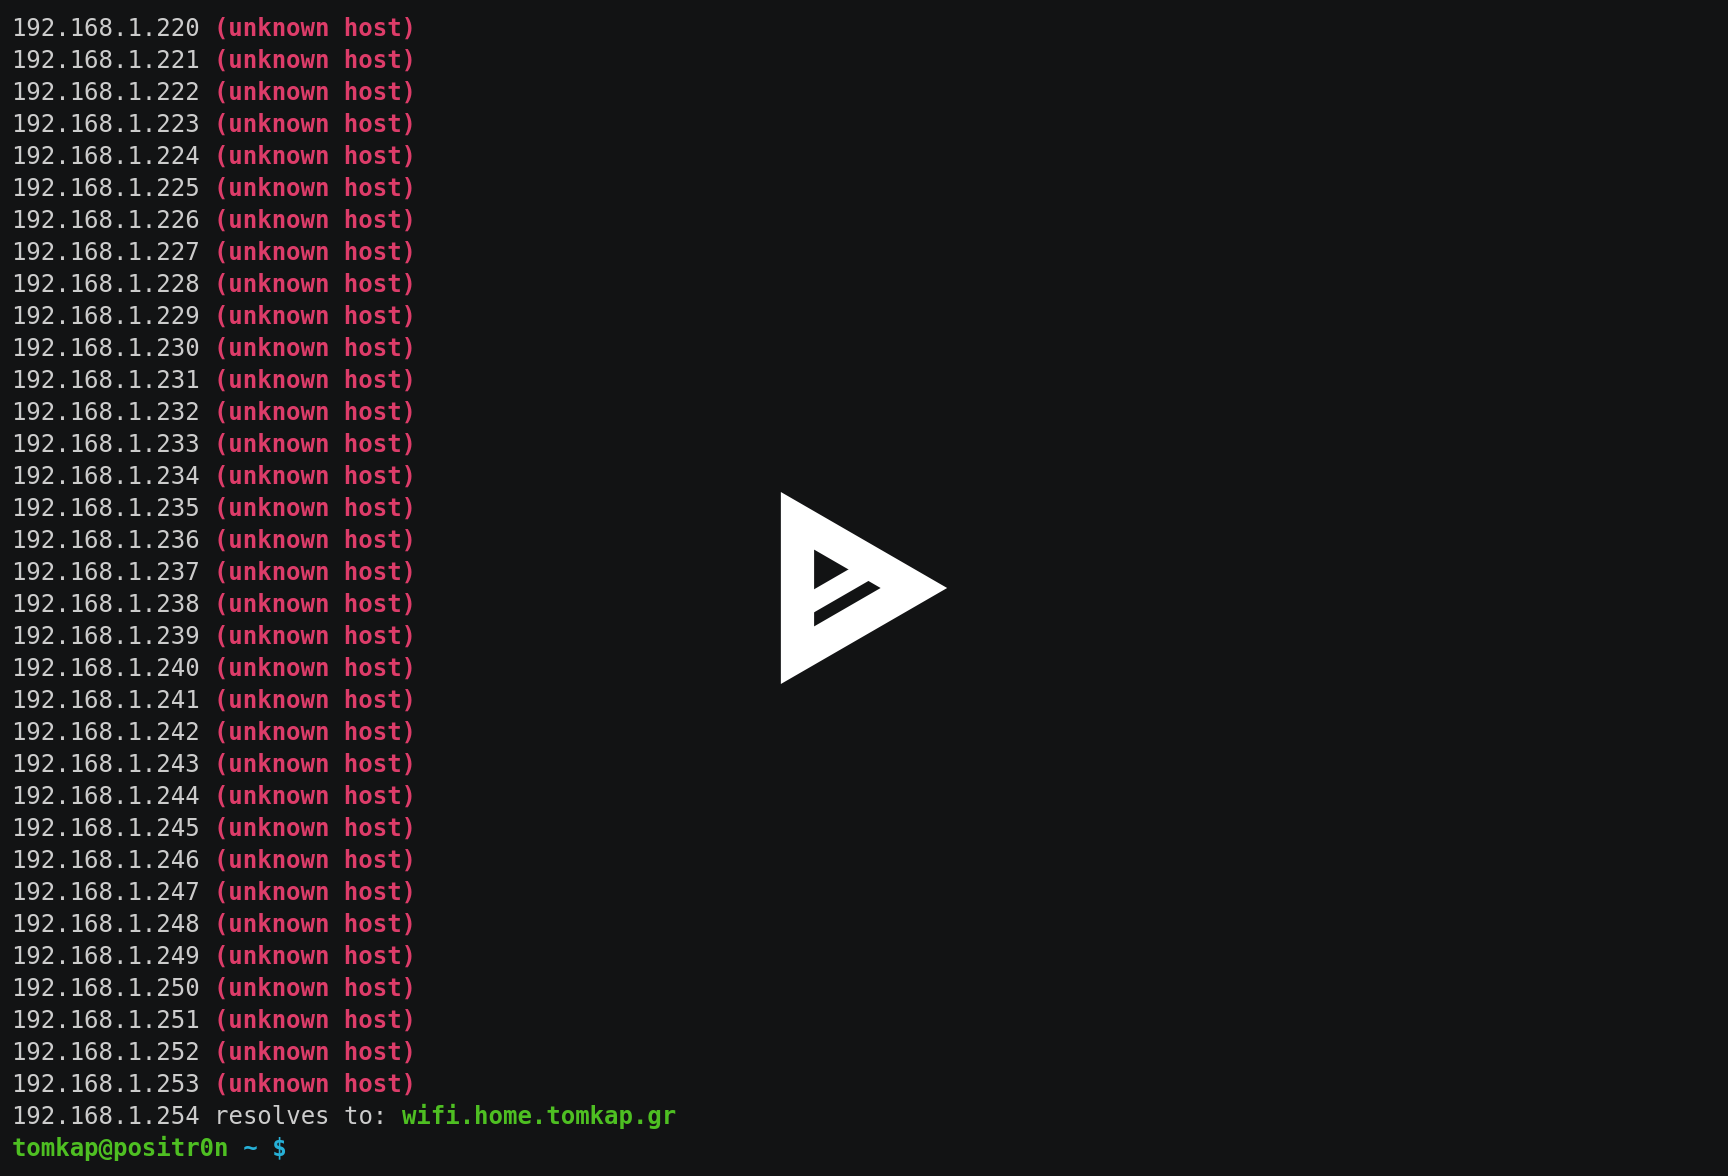 192.168.1.220 (unknown host)
192.168.1.221 (unknown host)
192.168.1.222 (unknown host)
192.168.1.223 (unknown host)
192.168.1.224 (unknown host)
192.168.1.225 (unknown host)
192.168.1.226 (unknown host)
192.168.1.227 (unknown host)
192.168.1.228 (unknown host)
192.168.1.229 (unknown host)
192.168.1.230 (unknown host)
192.168.1.231 (unknown host)
192.168.1.232 (unknown host)
192.168.1.233 (unknown host)
192.168.1.234 (unknown host)
192.168.1.235 (unknown host)
192.168.1.236 (unknown host)
192.168.1.237 (unknown host)
192.168.1.238 (unknown host)
192.168.1.239 (unknown host)
192.168.1.240 (unknown host)
192.168.1.241 (unknown host)
192.168.1.242 (unknown host)
192.168.1.243 (unknown host)
192.168.1.244 (unknown host)
192.168.1.245 (unknown host)
192.168.1.246 (unknown host)
192.168.1.247 (unknown host)
192.168.1.248 (unknown host)
192.168.1.249 (unknown host)
192.168.1.250 (unknown host)
192.168.1.251 (unknown host)
192.168.1.252 (unknown host)
192.168.1.253 (unknown host)
192.168.1.254 resolves to: wifi.home.tomkap.gr
tomkap@positr0n ~ $